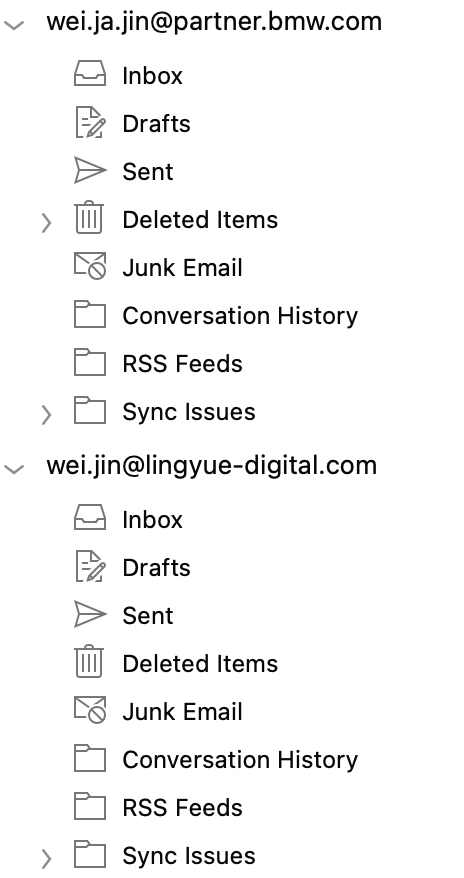 wei.ja.jin@partner.bmw.com
Inbox
Drafts
Sent
Deleted Items
Junk Email
Conversation History
RSS Feeds
Sync Issues
wei.jin@lingyue-digital.com
Inbox
Drafts
Sent
Deleted Items
Junk Email
Conversation History
RSS Feeds
Sync Issues